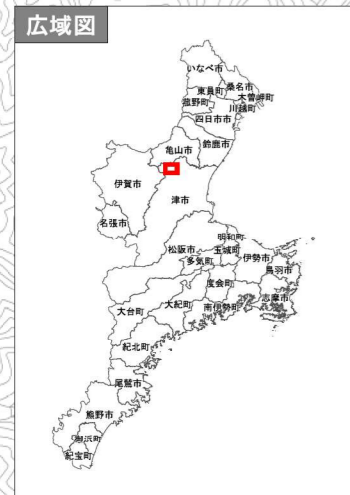 広域図
いなべ市
桑名市
東員町
木曽岬町
菰野町
川越町
四日市市
鈴鹿市
亀山市
伊賀市
津市
名張市
明和町
松阪市
玉城町
伊勢市
多気町
鳥羽市
度会町
志摩市
大紀町
大台町
南伊勢町
紀北町
尾鷲市
熊野市
御浜町
紀宝町